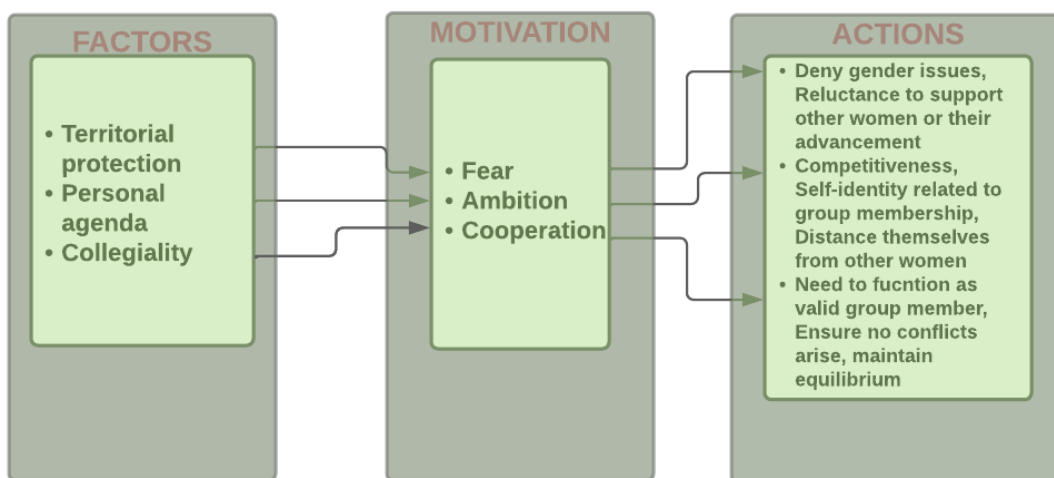 FACTORS
• Territorial
protection
• Personal
agenda
• Collegiality
MOTIVATION
• Fear
• Ambition
• Cooperation
ACTIONS
• Deny gender issues,
Reluctance to support
other women or their
advancement
• Competitiveness,
Self-identity related to
group membership,
Distance themselves
from other women
• Need to fucntion as
valid group member,
Ensure no conflicts
arise, maintain
equilibrium